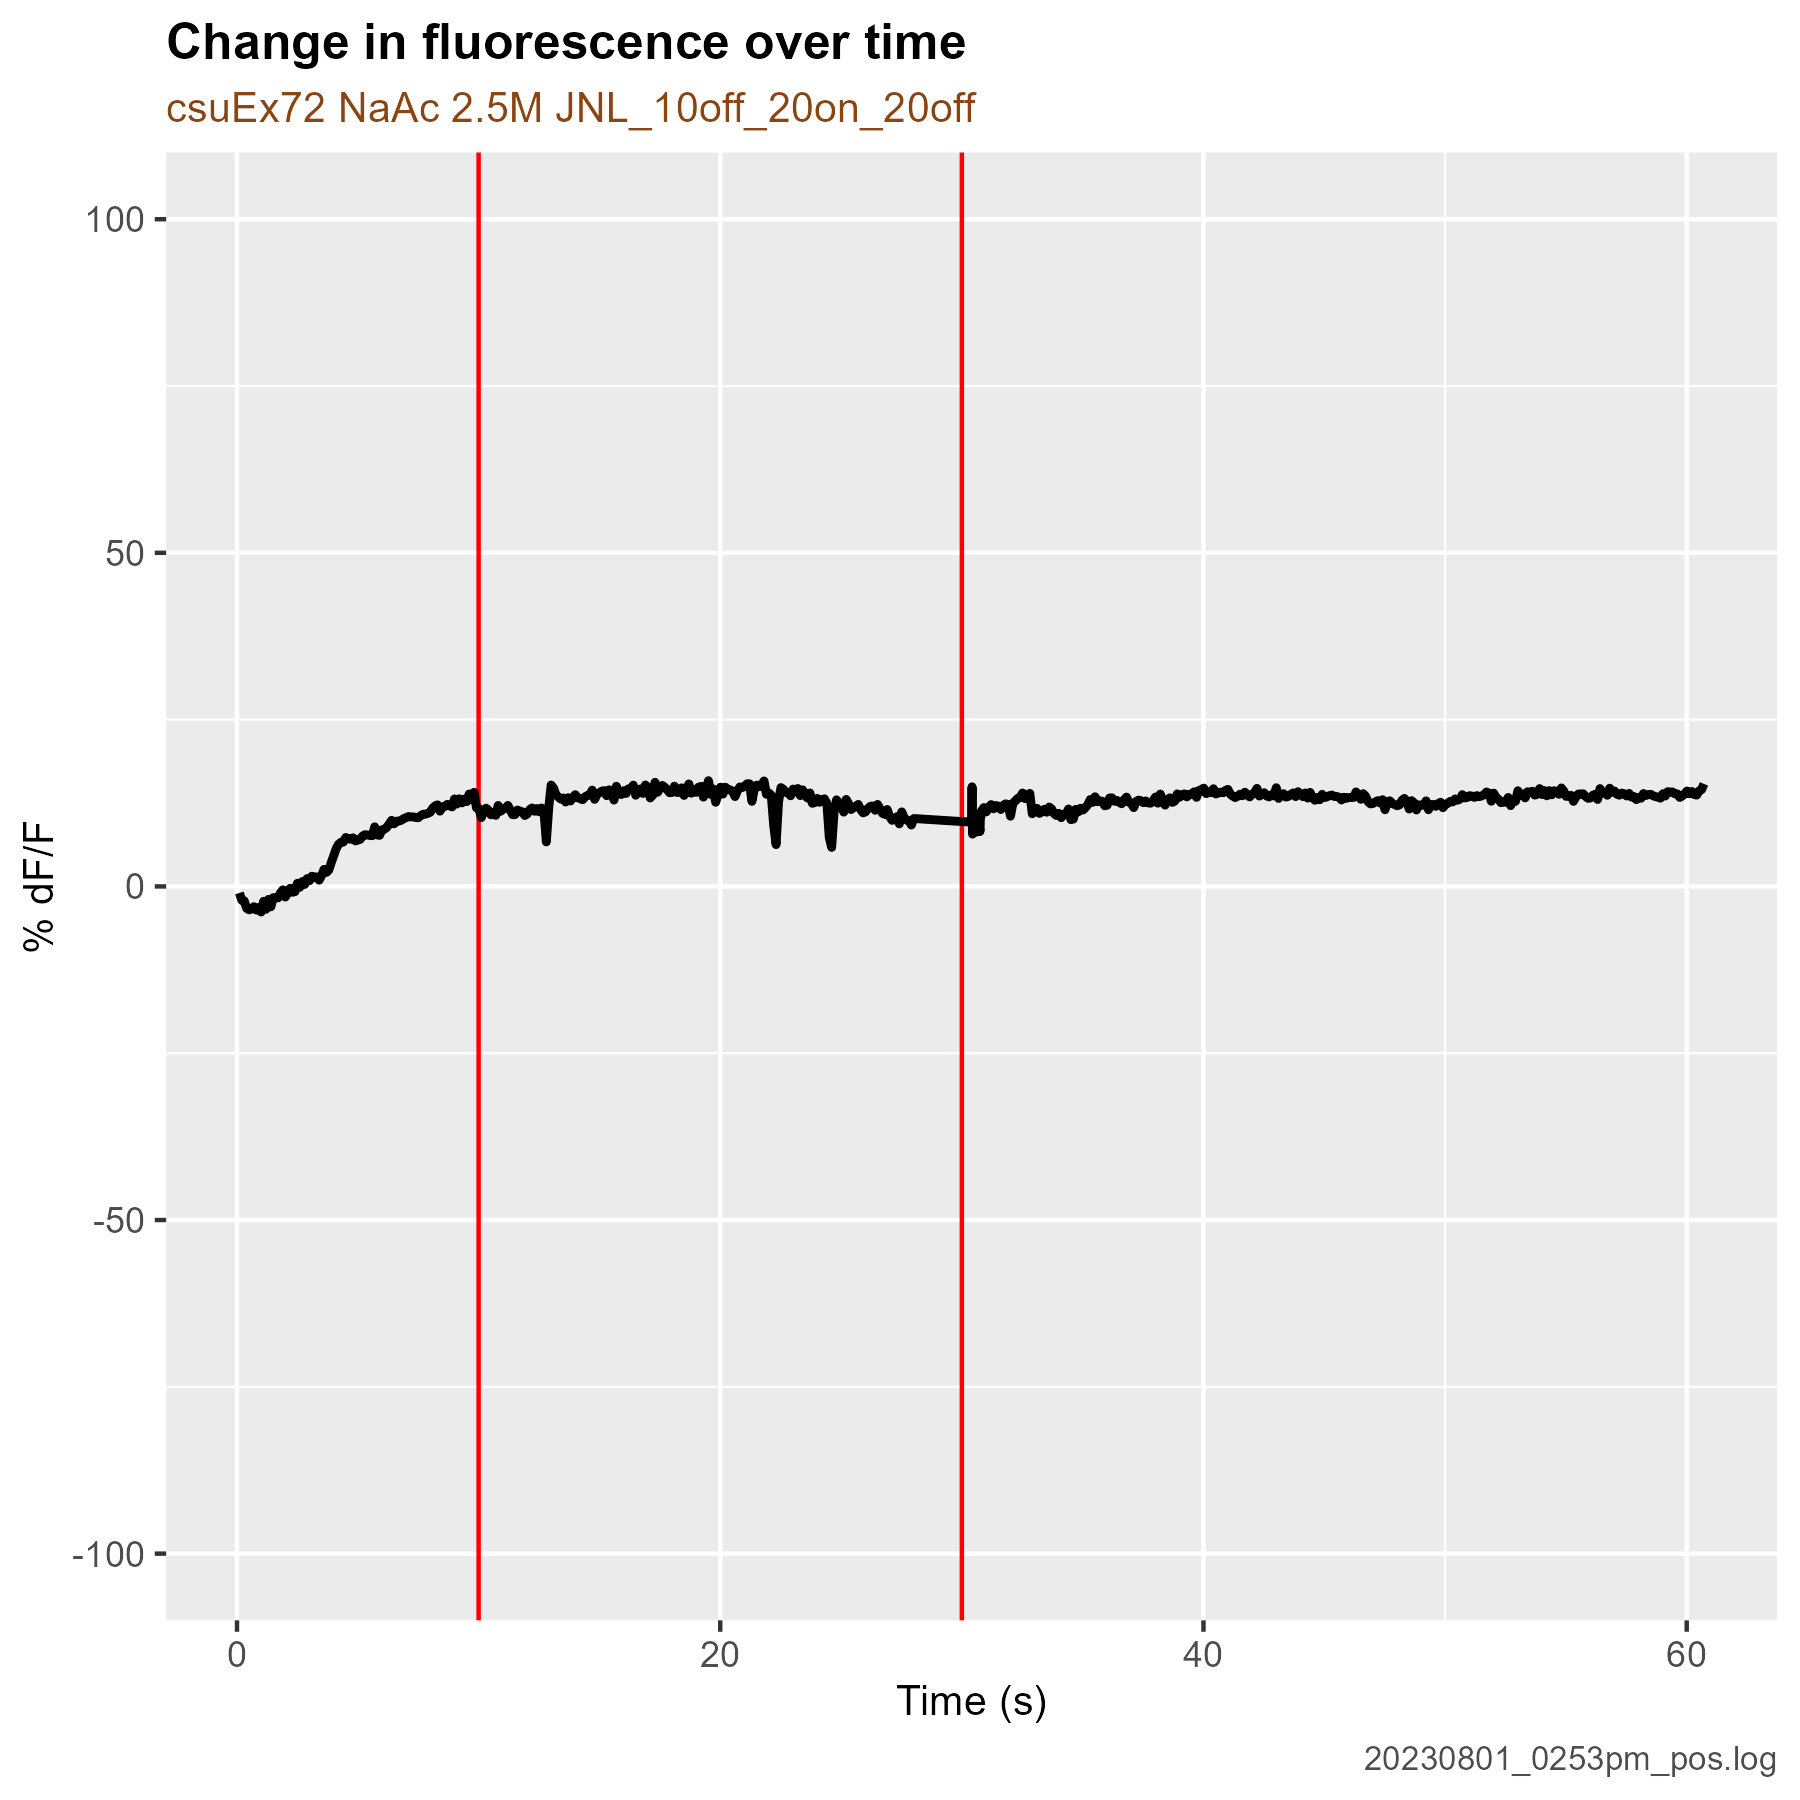 Change in fluorescence over time
csuEx72 NaAc 2.5M JNL_10off_20on_20off
% dF/F
100
50
0
-50
-100
0 20 40 60
Time (s)
20230801_0253pm_pos.log